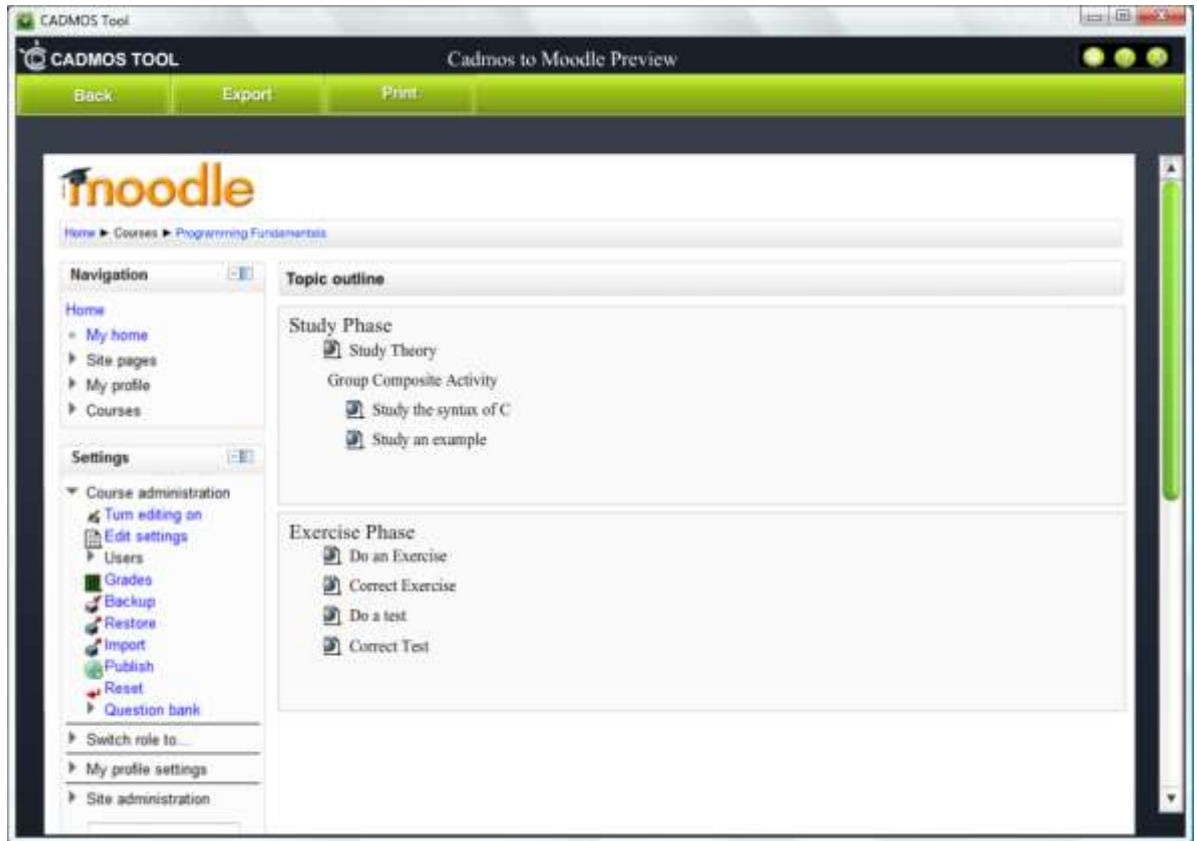 CADMOS Tool
CADMOS TOOL
Cadmos to Moodle Preview
Back Export Print
moodle
Home ► Courses ► Programming Fundamentals
Navigation
Home
My home
Site pages
My profile
Courses
Settings
Course administration
Turn editing on
Edit settings
Users
Grades
Backup
Restore
Import
Publish
Reset
Question bank
Switch role to...
My profile settings
Site administration
Topic outline
Study Phase
Study Theory
Group Composite Activity
Study the syntax of C
Study an example
Exercise Phase
Do an Exercise
Correct Exercise
Do a test
Correct Test